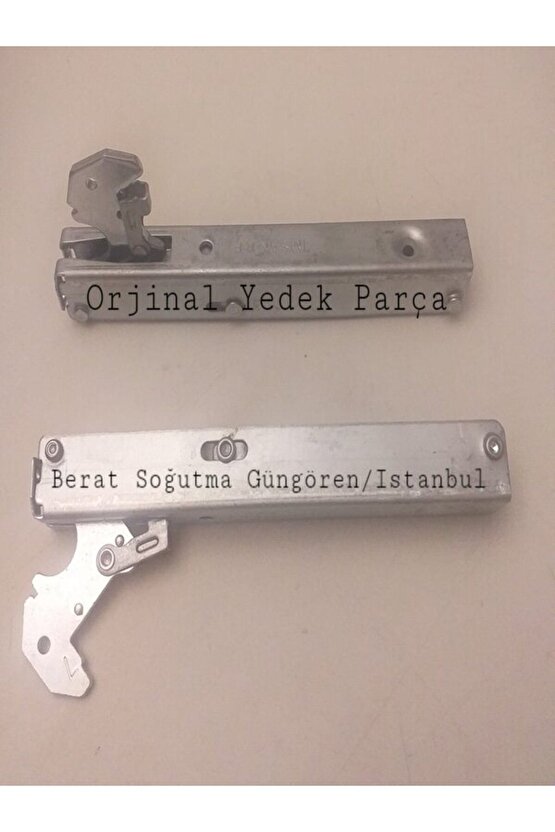 Orjinal Yedek Parça
Berat Soğutma Güngören/Istanbul